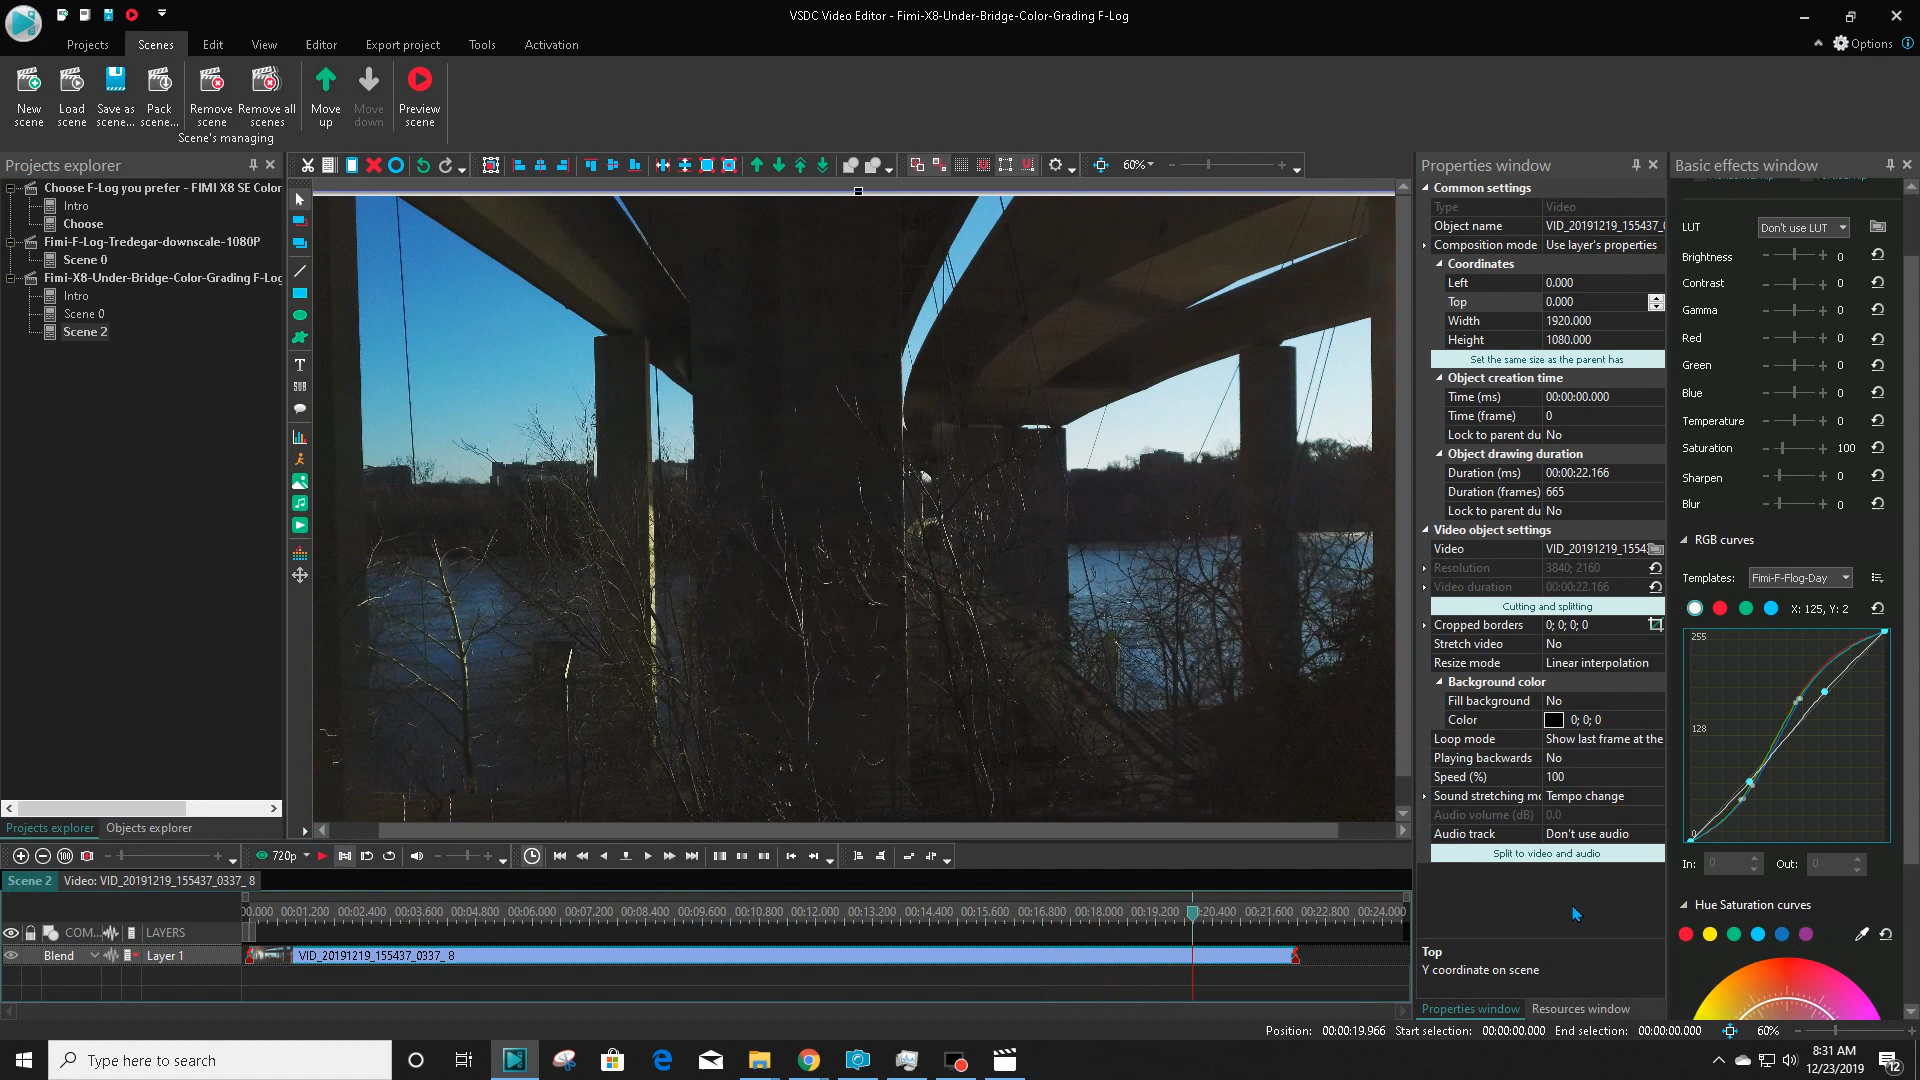 VSDC Video Editor - Fimi-X8-Under-Bridge-Color-Grading F-Log
Projects Scenes Edit View Editor Export project Tools Activation
Options
New scene
Load scene
Save as scene...
Pack scene...
Remove scene
Remove all scenes
Move up
Move down
Preview scene
Scene's managing
Projects explorer
Choose F-Log you prefer - FIMI X8 SE Color
Intro
Choose
Fimi-F-Log-Tredegar-downscale-1080P
Scene 0
Fimi-X8-Under-Bridge-Color-Grading F-Log
Intro
Scene 0
Scene 2
Projects explorer Objects explorer
60%
T
Properties window
Common settings
Type Video
Object name VID_20191219_155437_(
Composition mode Use layer's properties
Coordinates
Left 0.000
Top 0.000
Width 1920.000
Height 1080.000
Set the same size as the parent has
Object creation time
Time (ms) 00:00:00.000
Time (frame) 0
Lock to parent du No
Object drawing duration
Duration (ms) 00:00:22.166
Duration (frames) 665
Lock to parent du No
Video object settings
Video VID_20191219_1554
Resolution 3840; 2160
Video duration 00:00:22.166
Cutting and splitting
Cropped borders 0; 0; 0; 0
Stretch video No
Resize mode Linear interpolation
Background color
Fill background No
Color 0; 0; 0
Loop mode Show last frame at the
Playing backwards No
Speed (%) 100
Sound stretching mo Tempo change
Audio volume (dB) 0.0
Audio track Don't use audio
Split to video and audio
Top
Y coordinate on scene
Properties window Resources window
Basic effects window
LUT Don't use LUT
Brightness 0
Contrast 0
Gamma 0
Red 0
Green 0
Blue 0
Temperature 0
Saturation 100
Sharpen 0
Blur 0
RGB curves
Templates: Fimi-F-Flog-Day
X: 125, Y: 2
255
128
0
In: 0 Out: 0
Hue Saturation curves
720p
Scene 2 Video: VID_20191219_155437_0337_ 8
00.000 00:01.200 00:02.400 00:03.600 00:04.800 00:06.000 00:07.200 00:08.400 00:09.600 00:10.800 00:12.000 00:13.200 00:14.400 00:15.600 00:16.800 00:18.000 00:19.200 00:20.400 00:21.600 00:22.800 00:24.000
COM... LAYERS
Blend Layer 1 VID_20191219_155437_0337_ 8
Position: 00:00:19.966 Start selection: 00:00:00.000 End selection: 00:00:00.000 60%
Type here to search
8:31 AM
12/23/2019
12